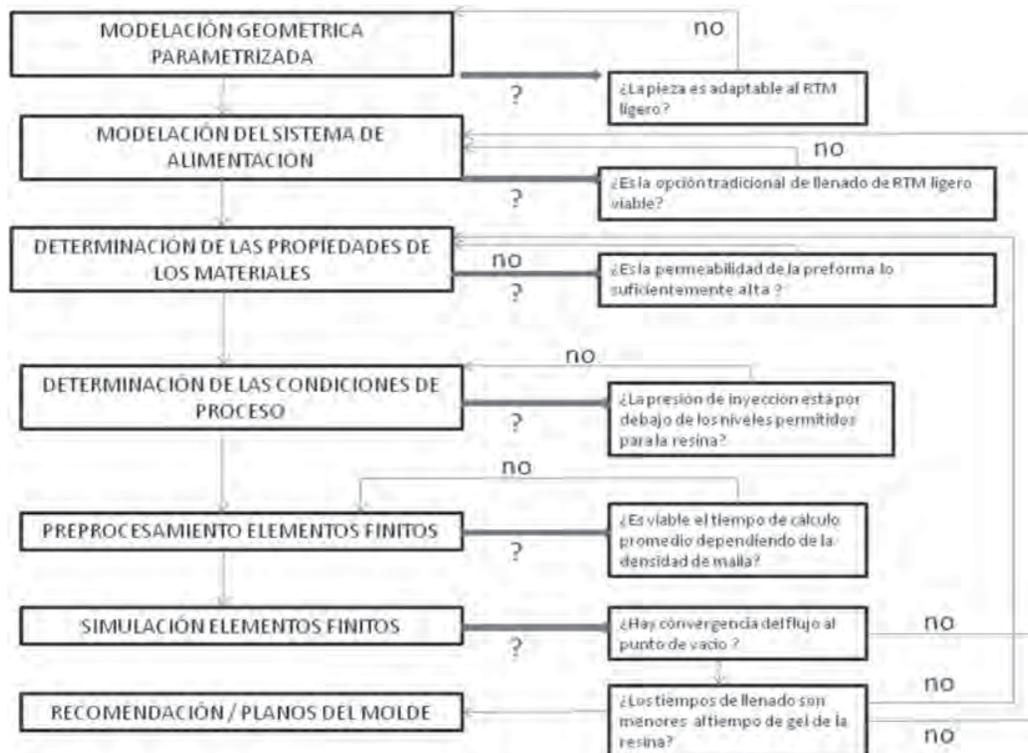 MODELACIÓN GEOMETRICA
PARAMETRIZADA
no
?
¿La pieza es adaptable al RTM
ligero?
MODELACIÓN DEL SISTEMA DE
ALIMENTACION
no
?
¿Es la opción tradicional de llenado de RTM ligero
viable?
DETERMINACIÓN DE LAS PROPIEDADES DE
LOS MATERIALES
no
?
¿Es la permeabilidad de la preforma lo
suficientemente alta ?
DETERMINACIÓN DE LAS CONDICIONES DE
PROCESO
no
?
¿La presión de inyección está por
debajo de los niveles permitidos
para la resina?
no
PREPROCESAMIENTO ELEMENTOS FINITOS
?
¿Es viable el tiempo de cálculo
promedio dependiendo de la
densidad de malla?
SIMULACIÓN ELEMENTOS FINITOS
?
¿Hay convergencia del flujo al
punto de vacio ?
no
RECOMENDACIÓN / PLANOS DEL MOLDE
¿Los tiempos de llenado son
menores al tiempo de gel de la
resina?
no
no